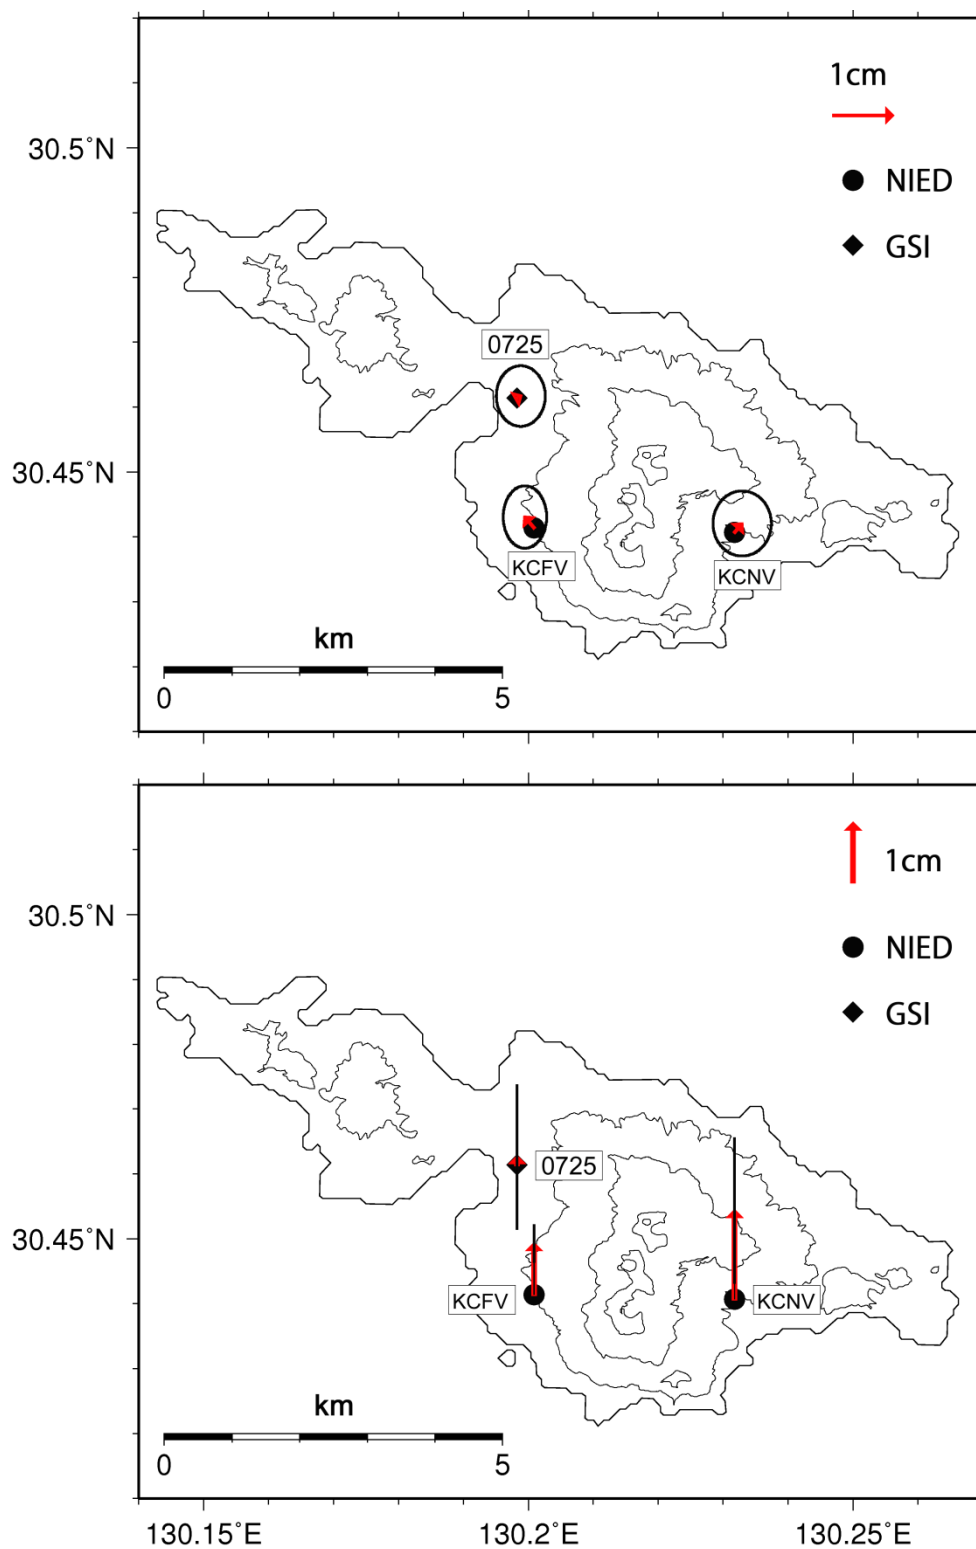 1cm
30.5°N
NIED
GSI
0725
30.45°N
KCFV
KCNV
km
0 5
1cm
30.5°N
NIED
GSI
0725
30.45°N
KCFV
KCNV
km
0 5
130.15°E 130.2°E 130.25°E